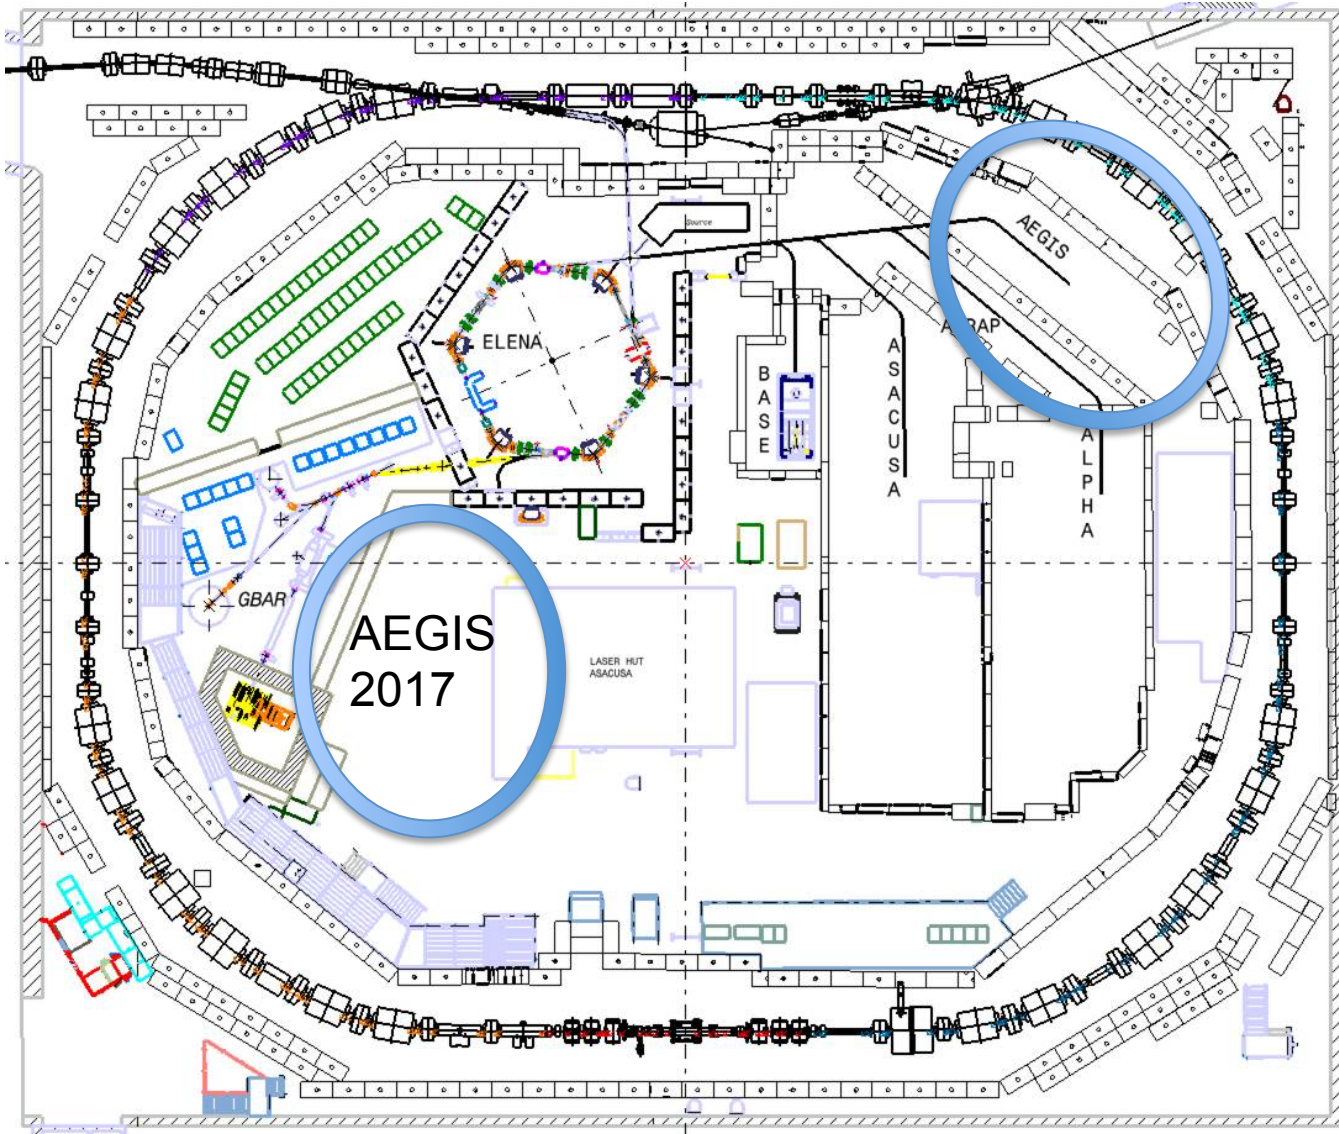 Source
AEGIS
ELENA
BASE
ASACUSA
ALPHA
GBAR
AEGIS
2017
LASER HUT
ASACUSA